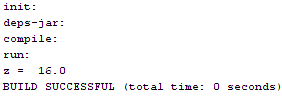 init:
deps-jar:
compile:
run:
z =  16.0
BUILD SUCCESSFUL (total time: 0 seconds)